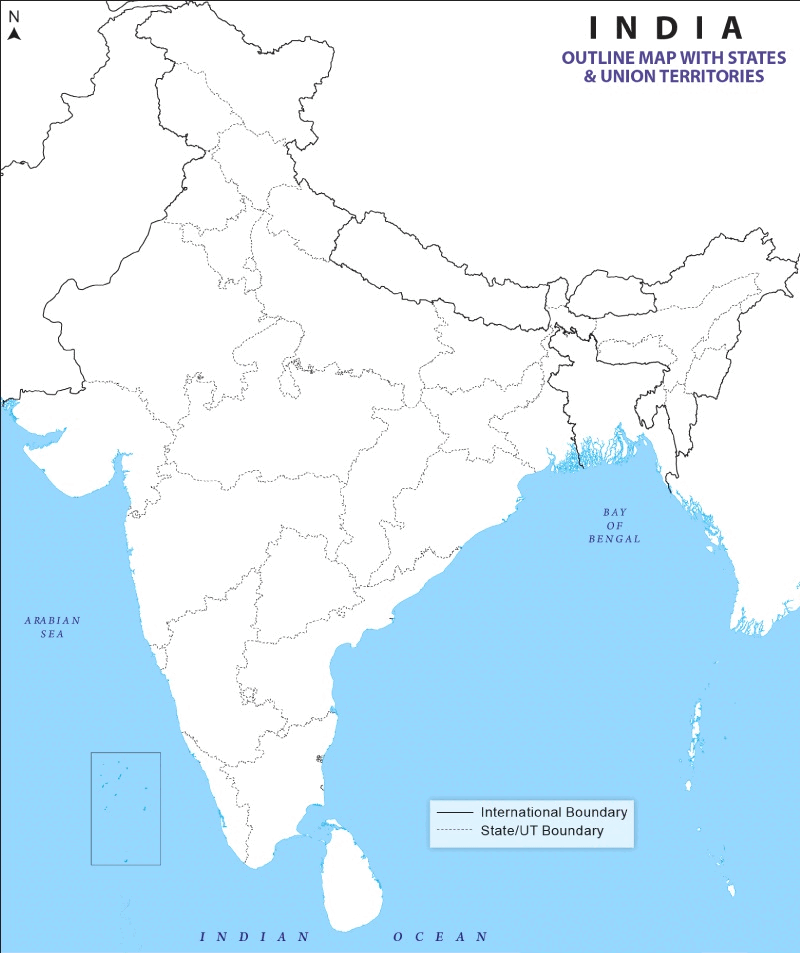 N
INDIA
OUTLINE MAP WITH STATES
& UNION TERRITORIES
BAY
OF
BENGAL
ARABIAN
SEA
International Boundary
State/UT Boundary
INDIAN OCEAN